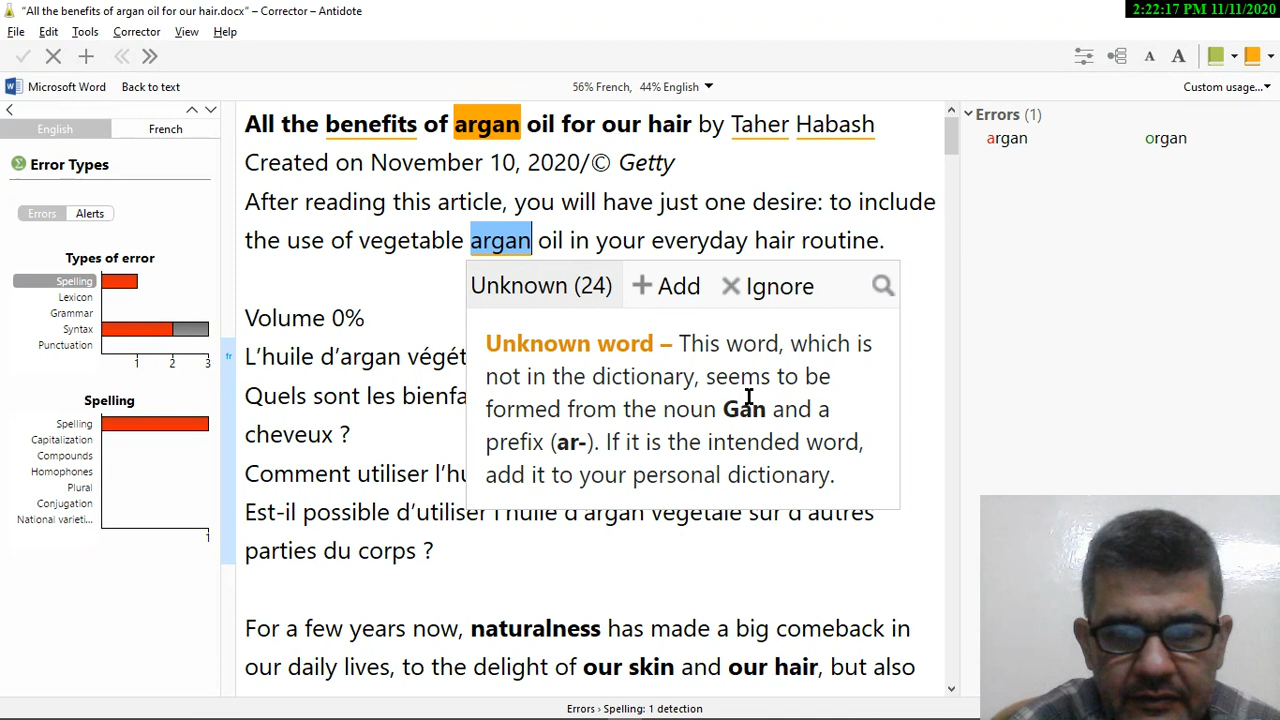 "All the benefits of argan oil for our hair.docx" – Corrector – Antidote
2:22:17 PM 11/11/2020
File Edit Tools Corrector View Help
A A
Microsoft Word Back to text 56% French, 44% English Custom usage...
English French
Error Types
Errors Alerts
Types of error
Spelling
Lexicon
Grammar
Syntax
Punctuation
1 2 3
Spelling
Spelling
Capitalization
Compounds
Homophones
Plural
Conjugation
National varieti...
1
All the benefits of argan oil for our hair by Taher Habash
Created on November 10, 2020/© Getty
After reading this article, you will have just one desire: to include
the use of vegetable argan oil in your everyday hair routine.
Volume 0%
fr
L'huile d'argan végét
Quels sont les bienfa
cheveux ?
Comment utiliser l'hu
Est-il possible d'utiliser l'huile d'argan végétale sur d'autres
parties du corps ?
For a few years now, naturalness has made a big comeback in
our daily lives, to the delight of our skin and our hair, but also
Unknown (24) Add Ignore
Unknown word – This word, which is
not in the dictionary, seems to be
formed from the noun Gan and a
prefix (ar-). If it is the intended word,
add it to your personal dictionary.
Errors (1)
argan organ
Errors › Spelling: 1 detection